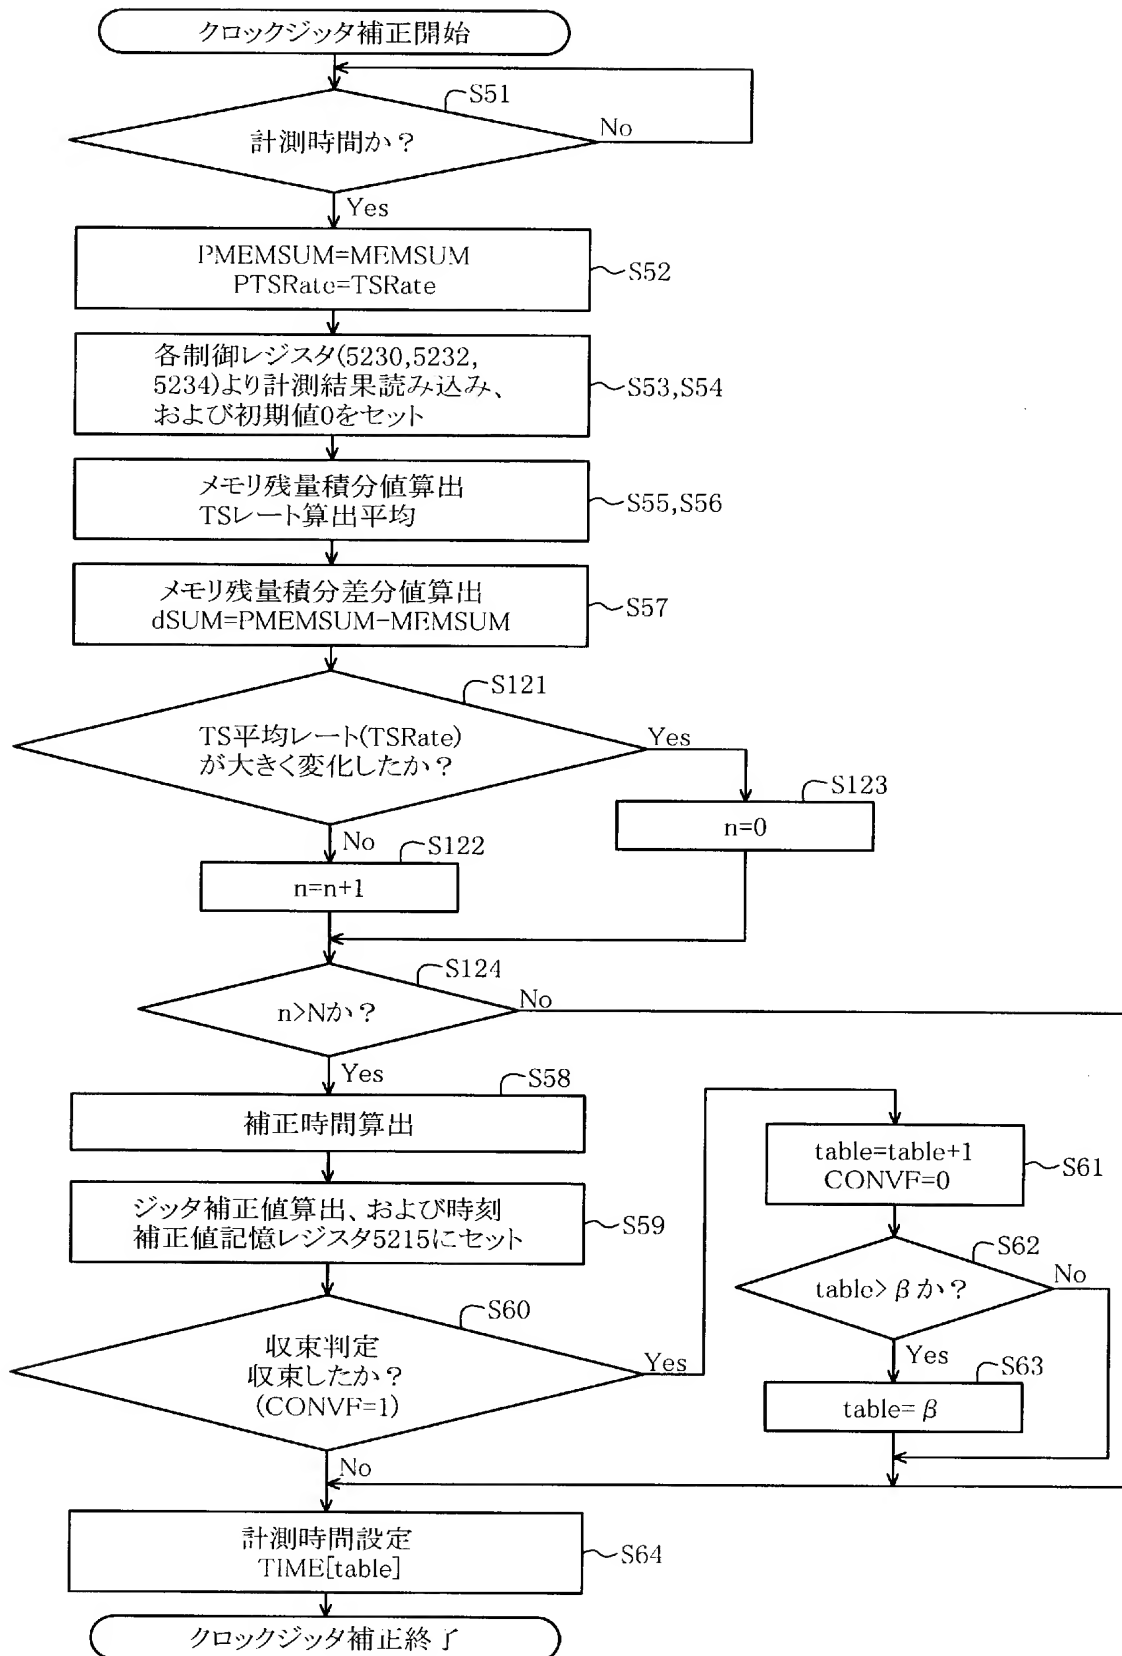 クロックジッタ補正開始
S51
計測時間か？
No
Yes
PMEMSUM=MEMSUM
PTSRate=TSRate
S52
各制御レジスタ(5230,5232,
5234)より計測結果読み込み、
および初期値0をセット
S53,S54
メモリ残量積分値算出
TSレート算出平均
S55,S56
メモリ残量積分差分値算出
dSUM=PMEMSUM-MEMSUM
S57
S121
TS平均レート(TSRate)
が大きく変化したか？
Yes
S123
n=0
No
S122
n=n+1
S124
n>Nか？
No
Yes
S58
補正時間算出
table=table+1
CONVF=0
S61
ジッタ補正値算出、および時刻
補正値記憶レジスタ5215にセット
S59
S62
table>βか？
No
S60
収束判定
収束したか？
(CONVF=1)
Yes
Yes
S63
table=β
No
計測時間設定
TIME[table]
S64
クロックジッタ補正終了